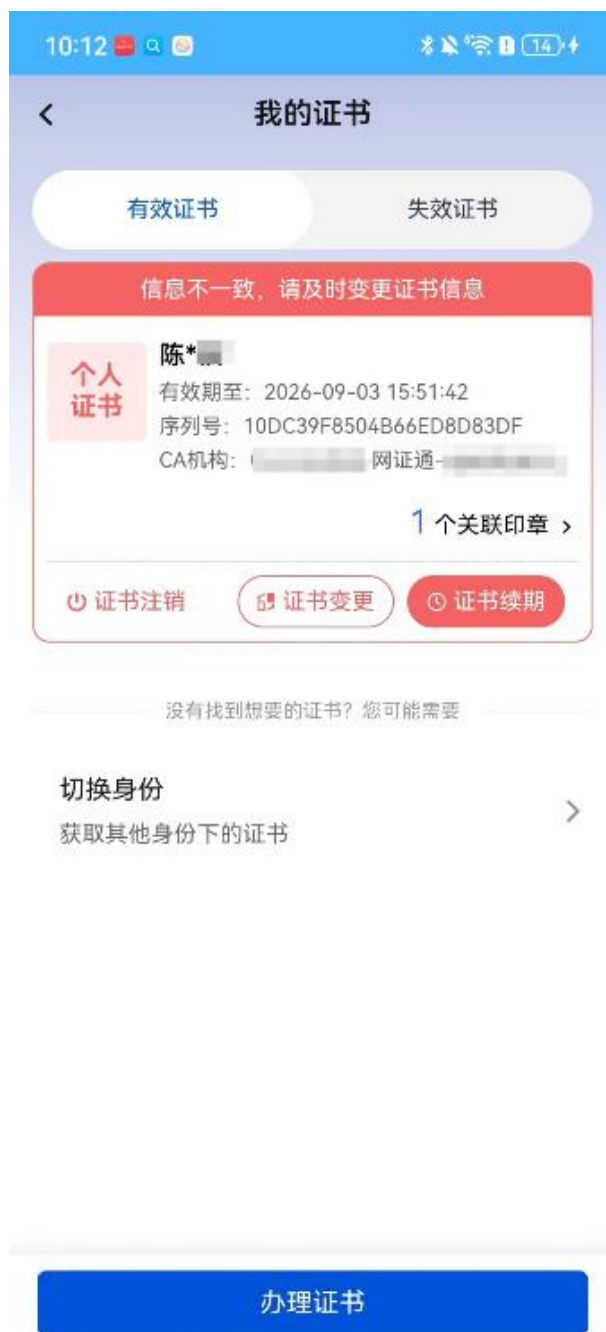 10:12
14
我的证书
有效证书
失效证书
信息不一致，请及时变更证书信息
个人
证书
陈*
有效期至：2026-09-03 15:51:42
序列号：10DC39F8504B66ED8D83DF
CA机构：
网证通-
1 个关联印章
证书注销
证书变更
证书续期
没有找到想要的证书？您可能需要
切换身份
获取其他身份下的证书
办理证书